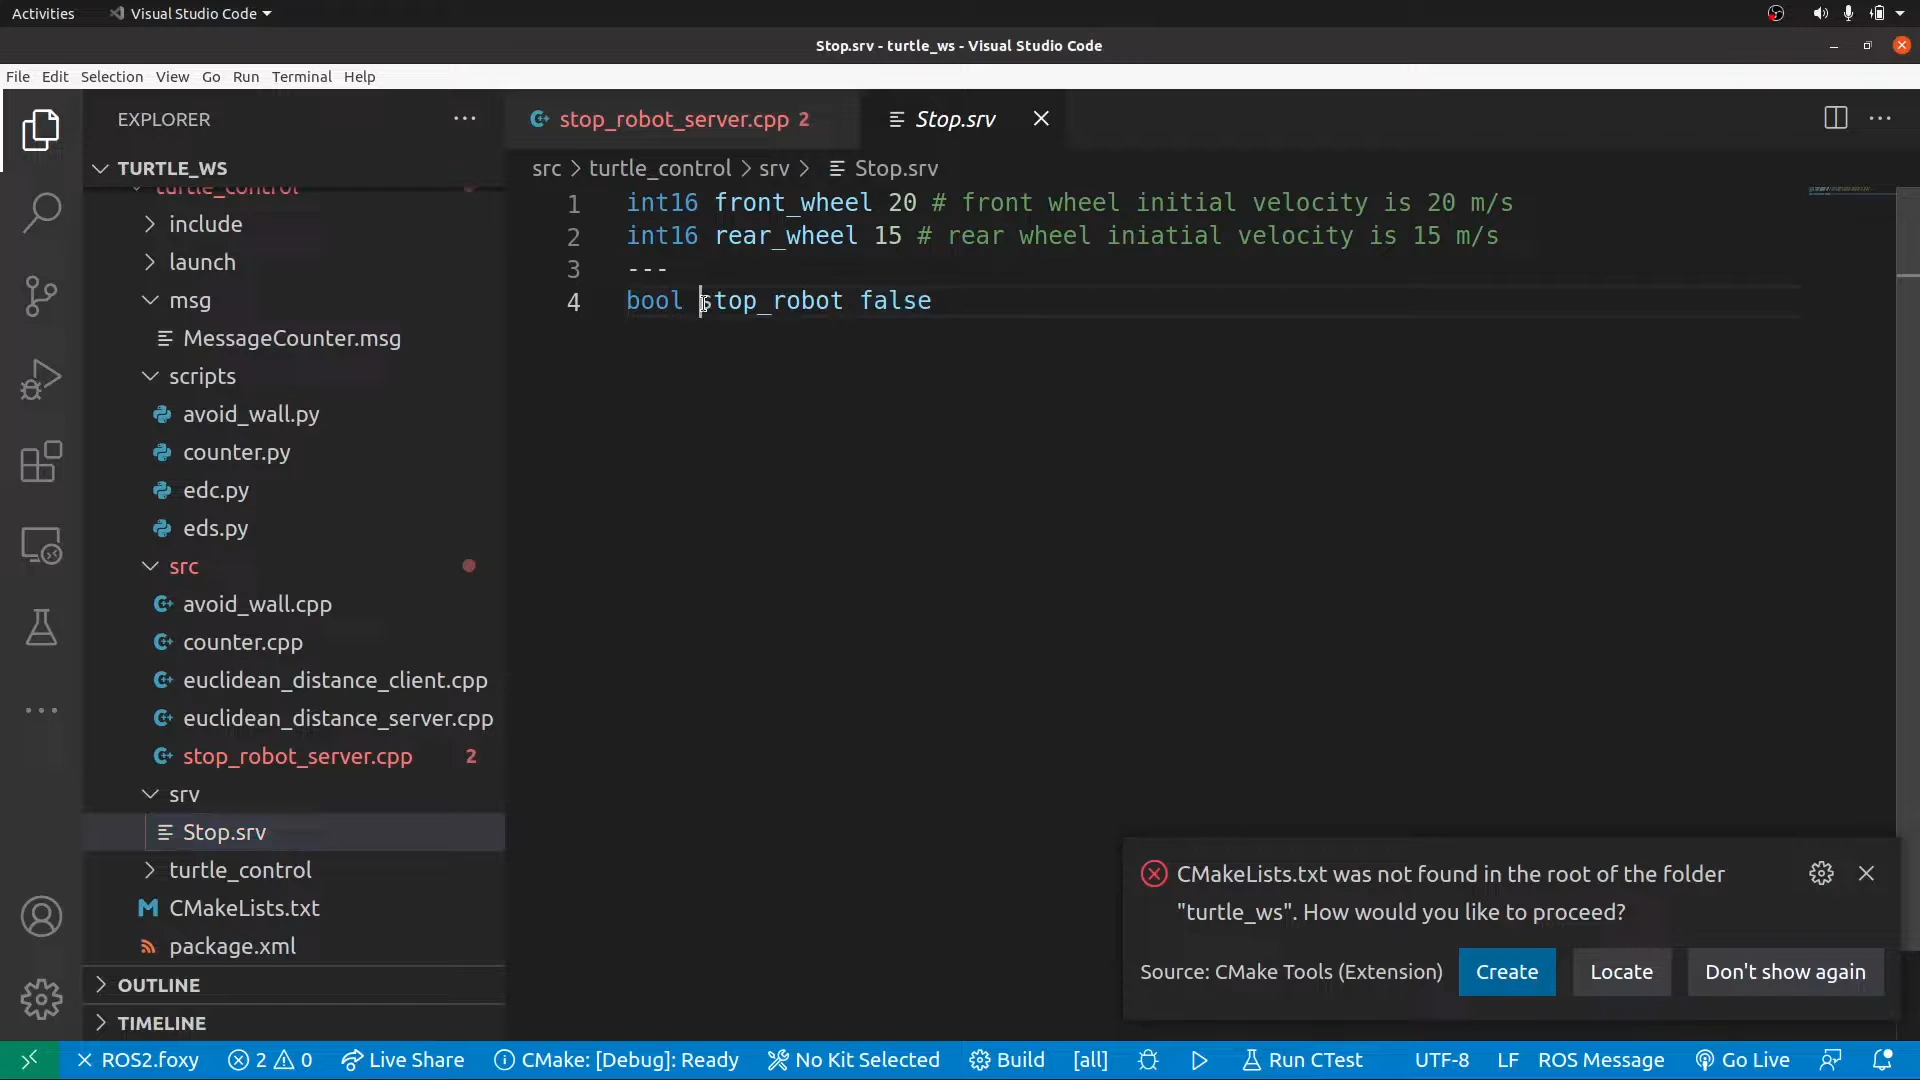 Activities
Visual Studio Code
Stop.srv - turtle_ws - Visual Studio Code
File Edit Selection View Go Run Terminal Help
EXPLORER
TURTLE_WS
turtle_control
include
launch
msg
MessageCounter.msg
scripts
avoid_wall.py
counter.py
edc.py
eds.py
src
avoid_wall.cpp
counter.cpp
euclidean_distance_client.cpp
euclidean_distance_server.cpp
stop_robot_server.cpp 2
srv
Stop.srv
turtle_control
CMakeLists.txt
package.xml
OUTLINE
TIMELINE
stop_robot_server.cpp 2
Stop.srv
src > turtle_control > srv > Stop.srv
1 int16 front_wheel 20 # front wheel initial velocity is 20 m/s
2 int16 rear_wheel 15 # rear wheel iniatial velocity is 15 m/s
3 ---
4 bool stop_robot false
CMakeLists.txt was not found in the root of the folder
"turtle_ws". How would you like to proceed?
Source: CMake Tools (Extension)
Create
Locate
Don't show again
ROS2.foxy 2 0 Live Share CMake: [Debug]: Ready No Kit Selected Build [all] Run CTest UTF-8 LF ROS Message Go Live